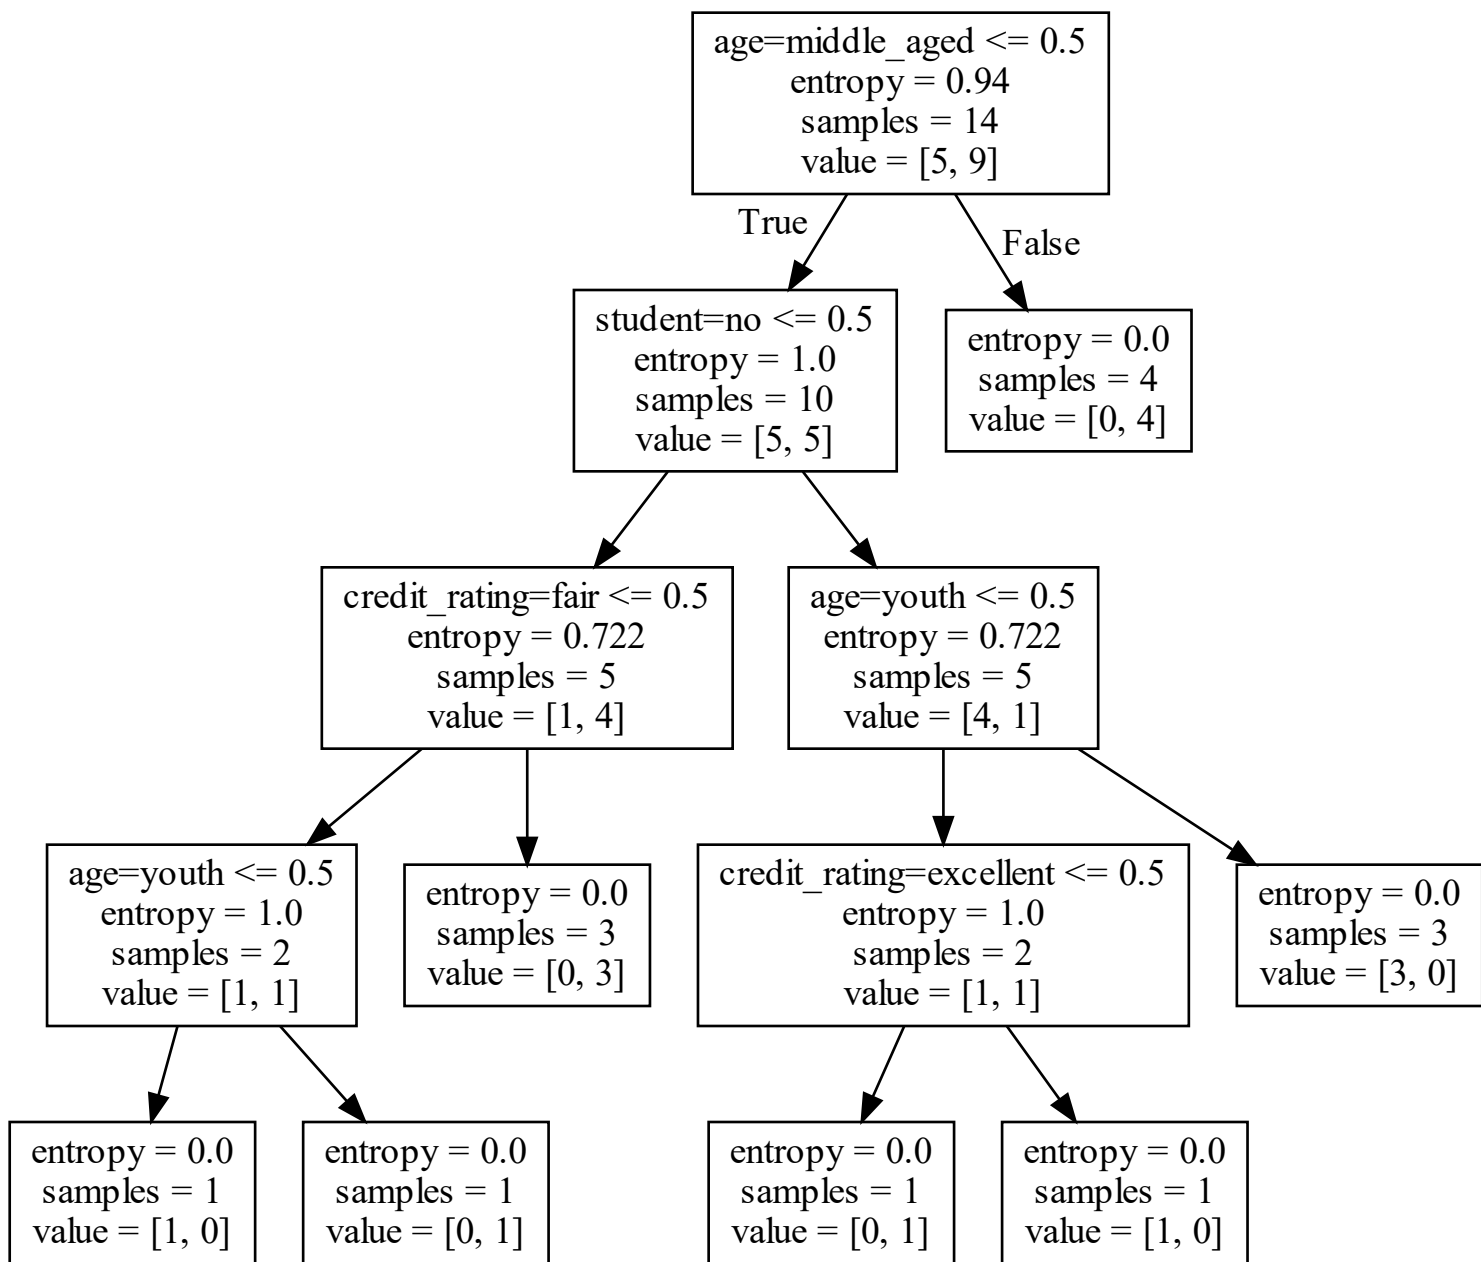 age=middle_aged <= 0.5
entropy = 0.94
samples = 14
value = [5, 9]
True
False
student=no <= 0.5
entropy = 1.0
samples = 10
value = [5, 5]
entropy = 0.0
samples = 4
value = [0, 4]
credit_rating=fair <= 0.5
entropy = 0.722
samples = 5
value = [1, 4]
age=youth <= 0.5
entropy = 0.722
samples = 5
value = [4, 1]
age=youth <= 0.5
entropy = 1.0
samples = 2
value = [1, 1]
entropy = 0.0
samples = 3
value = [0, 3]
credit_rating=excellent <= 0.5
entropy = 1.0
samples = 2
value = [1, 1]
entropy = 0.0
samples = 3
value = [3, 0]
entropy = 0.0
samples = 1
value = [1, 0]
entropy = 0.0
samples = 1
value = [0, 1]
entropy = 0.0
samples = 1
value = [0, 1]
entropy = 0.0
samples = 1
value = [1, 0]